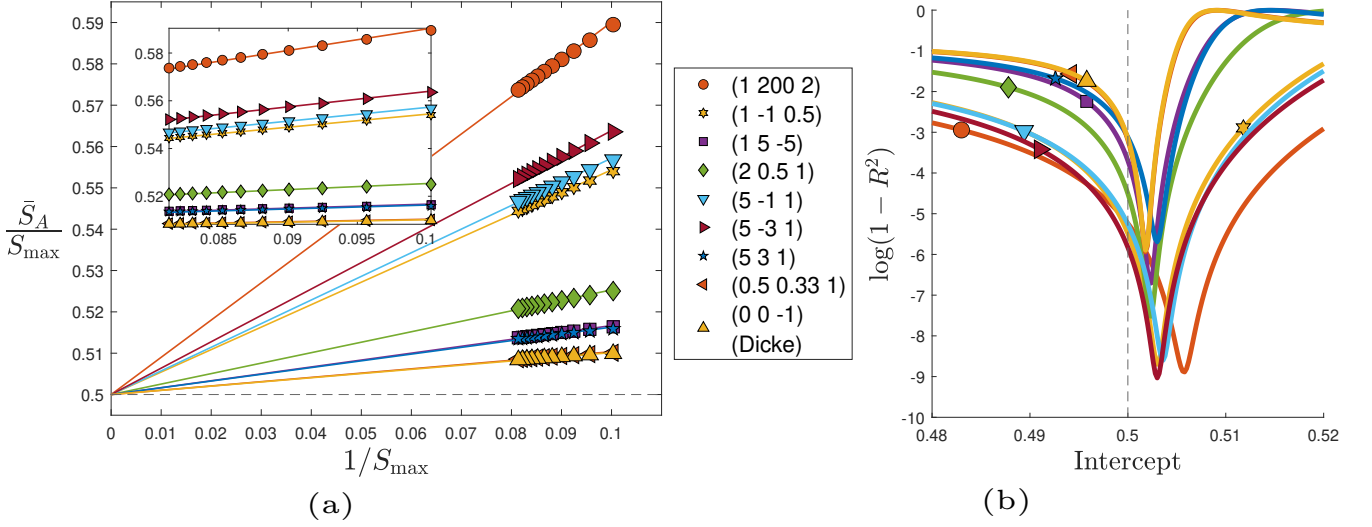 S̄_A / S_max
0.59
0.58
0.57
0.56
0.55
0.54
0.53
0.52
0.51
0.5
0.58
0.56
0.54
0.52
0.085 0.09 0.095 0.1
0 0.01 0.02 0.03 0.04 0.05 0.06 0.07 0.08 0.09 0.1
1/S_max
(a)
(1 200 2)
(1 -1 0.5)
(1 5 -5)
(2 0.5 1)
(5 -1 1)
(5 -3 1)
(5 3 1)
(0.5 0.33 1)
(0 0 -1)
(Dicke)
log(1 − R²)
0
-1
-2
-3
-4
-5
-6
-7
-8
-9
-10
0.48 0.49 0.5 0.51 0.52
Intercept
(b)